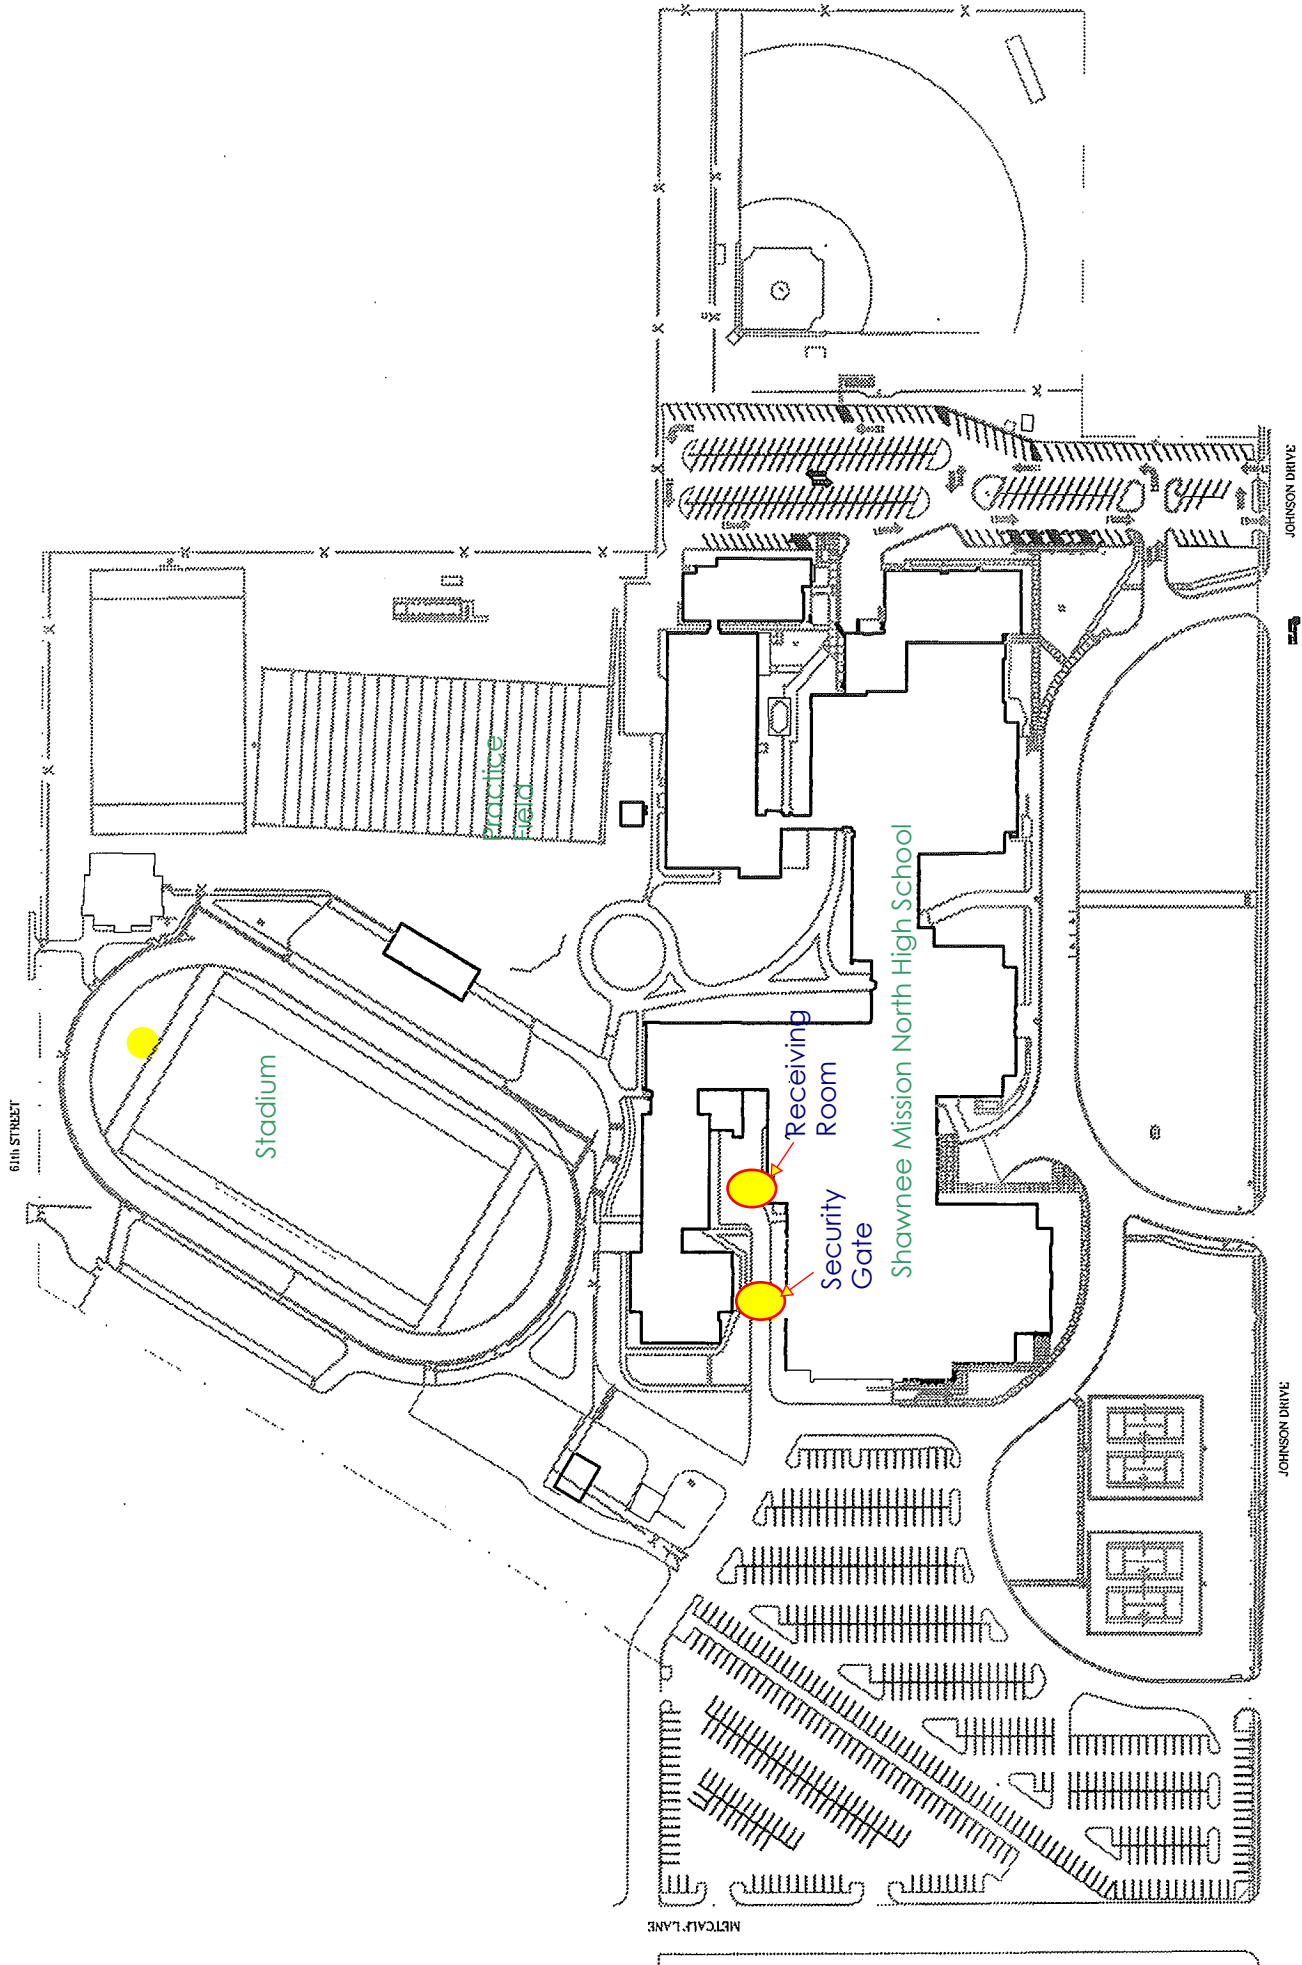 61th STREET
Stadium
Practice
Field
Receiving
Room
Security
Gate
Shawnee Mission North High School
JOHNSON DRIVE
JOHNSON DRIVE
METCALF LANE